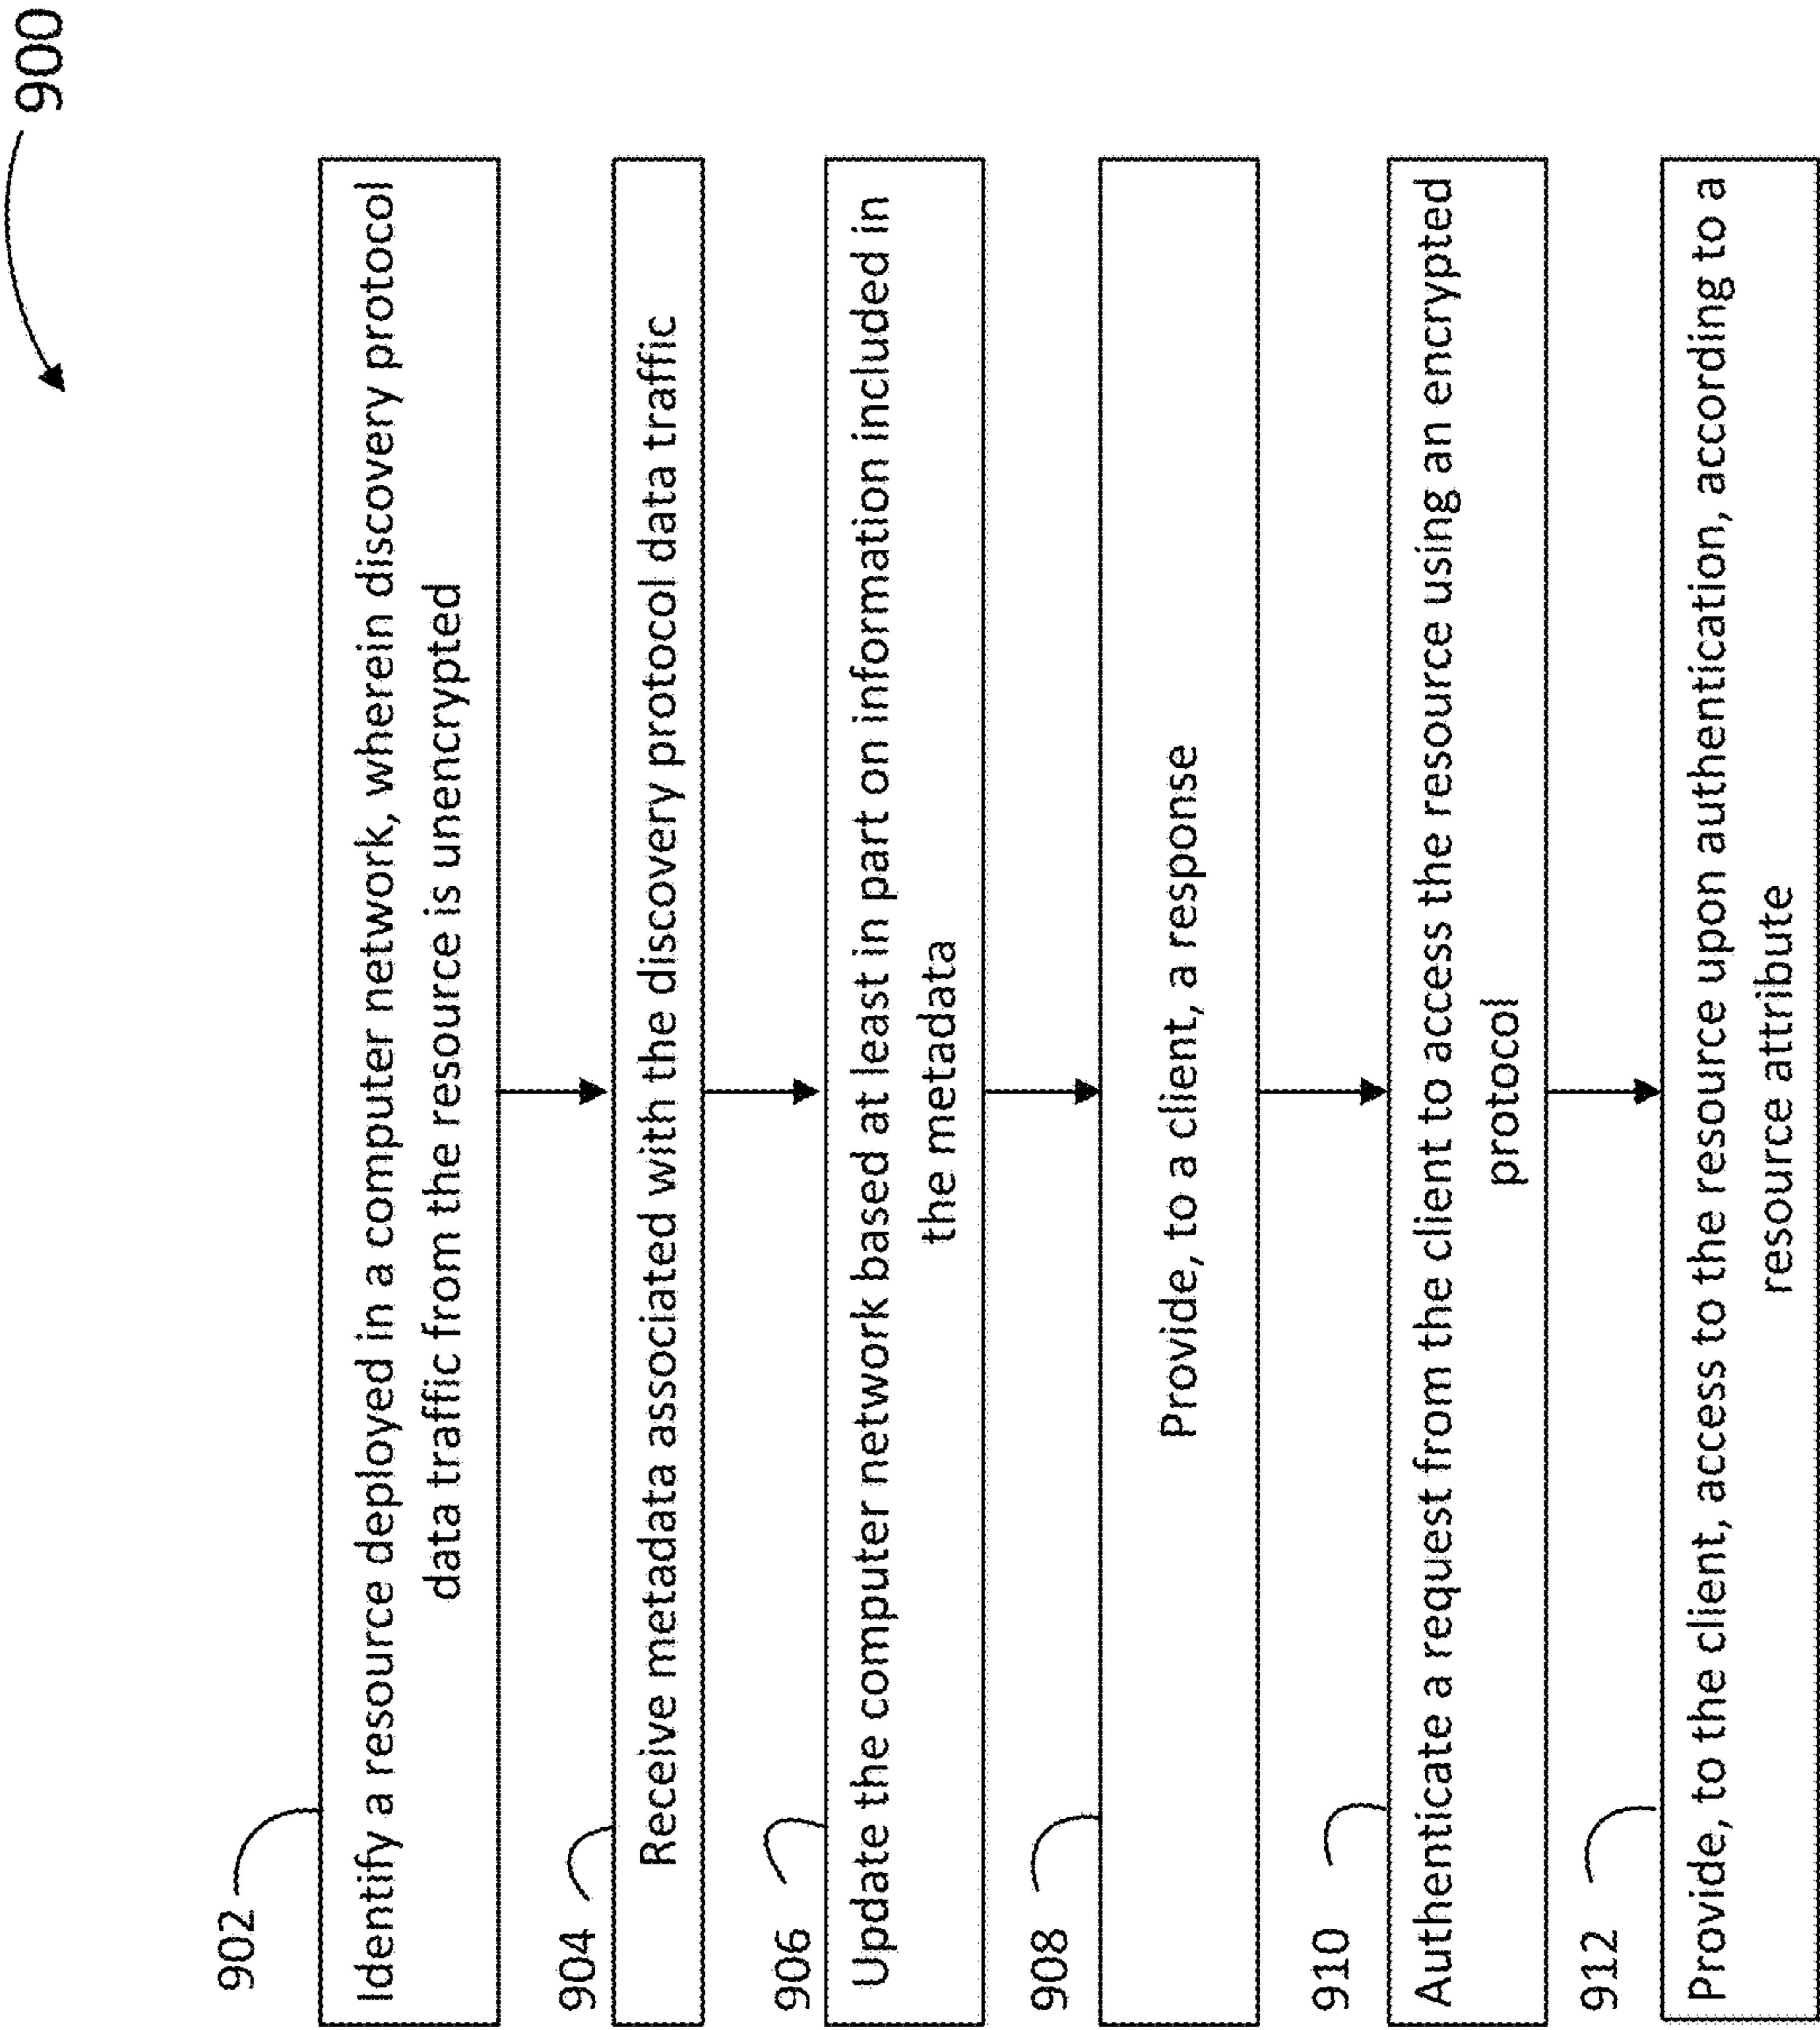 900
902
Identify a resource deployed in a computer network, wherein discovery protocol
data traffic from the resource is unencrypted
904
Receive metadata associated with the discovery protocol data traffic
906
Update the computer network based at least in part on information included in
the metadata
908
Provide, to a client, a response
910
Authenticate a request from the client to access the resource using an encrypted
protocol
912
Provide, to the client, access to the resource upon authentication, according to a
resource attribute